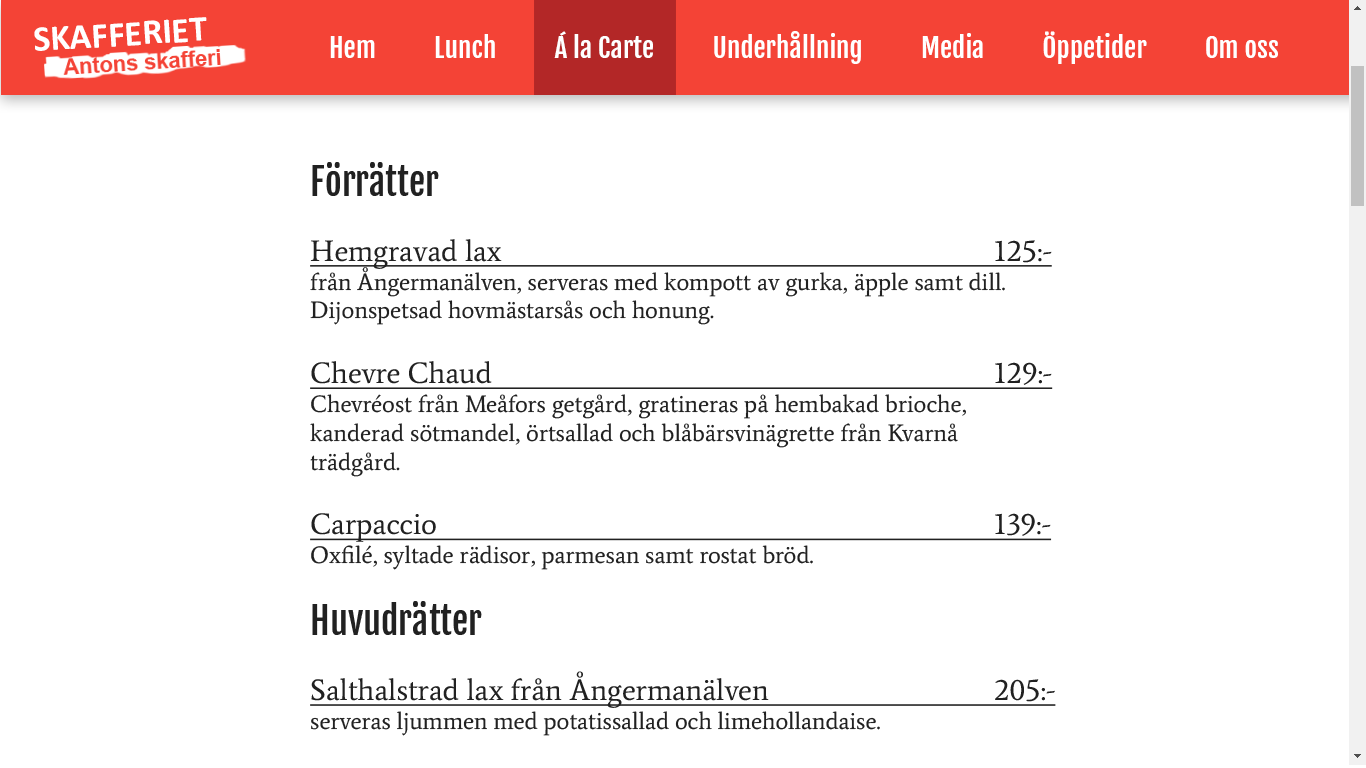 SKAFFERIET
Antons skafferi
Hem
Lunch
Á la Carte
Underhållning
Media
Öppetider
Om oss
Förrätter
Hemgravad lax 125:-
från Ångermanälven, serveras med kompott av gurka, äpple samt dill.
Dijonspetsad hovmästarsås och honung.
Chevre Chaud 129:-
Chevréost från Meåfors getgård, gratineras på hembakad brioche,
kanderad sötmandel, örtsallad och blåbärsvinägrette från Kvarnå
trädgård.
Carpaccio 139:-
Oxfilé, syltade rädisor, parmesan samt rostat bröd.
Huvudrätter
Salthalstrad lax från Ångermanälven 205:-
serveras ljummen med potatissallad och limehollandaise.